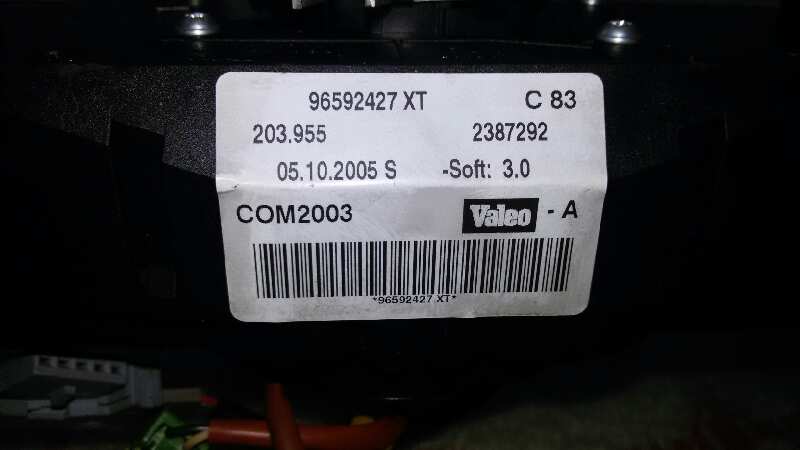 96592427 XT C 83
203.955 2387292
05.10.2005 S -Soft: 3.0
COM2003 Valeo - A
*96592427 XT*